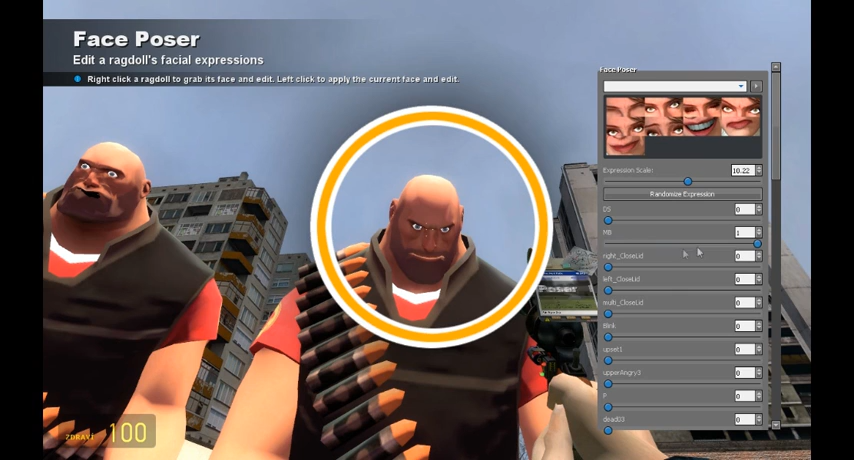 Face Poser
Edit a ragdoll's facial expressions
Right click a ragdoll to grab its face and edit. Left click to apply the current face and edit.
Face Poser
Expression Scale: 10.22
Randomize Expression
DS 0
MB 1
right_CloseLid 0
left_CloseLid 0
multi_CloseLid 0
Blink 0
upset1 0
upperAngry3 0
P 0
dead03 0
ZDRAVÍ 100